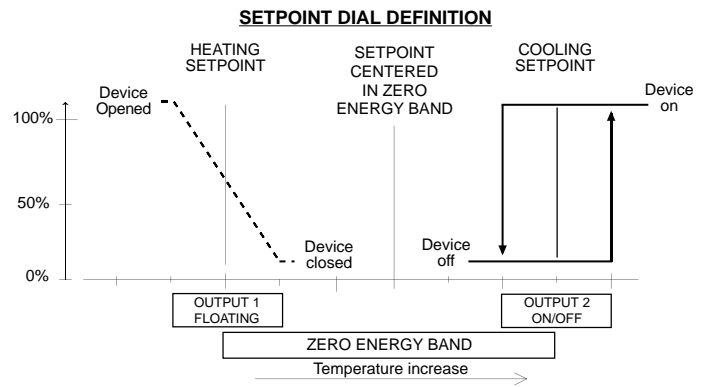 SETPOINT DIAL DEFINITION
HEATING
SETPOINT
SETPOINT
CENTERED
IN ZERO
ENERGY BAND
COOLING
SETPOINT
Device
Opened
Device
on
100%
50%
0%
Device
closed
Device
off
OUTPUT 1
FLOATING
OUTPUT 2
ON/OFF
ZERO ENERGY BAND
Temperature increase